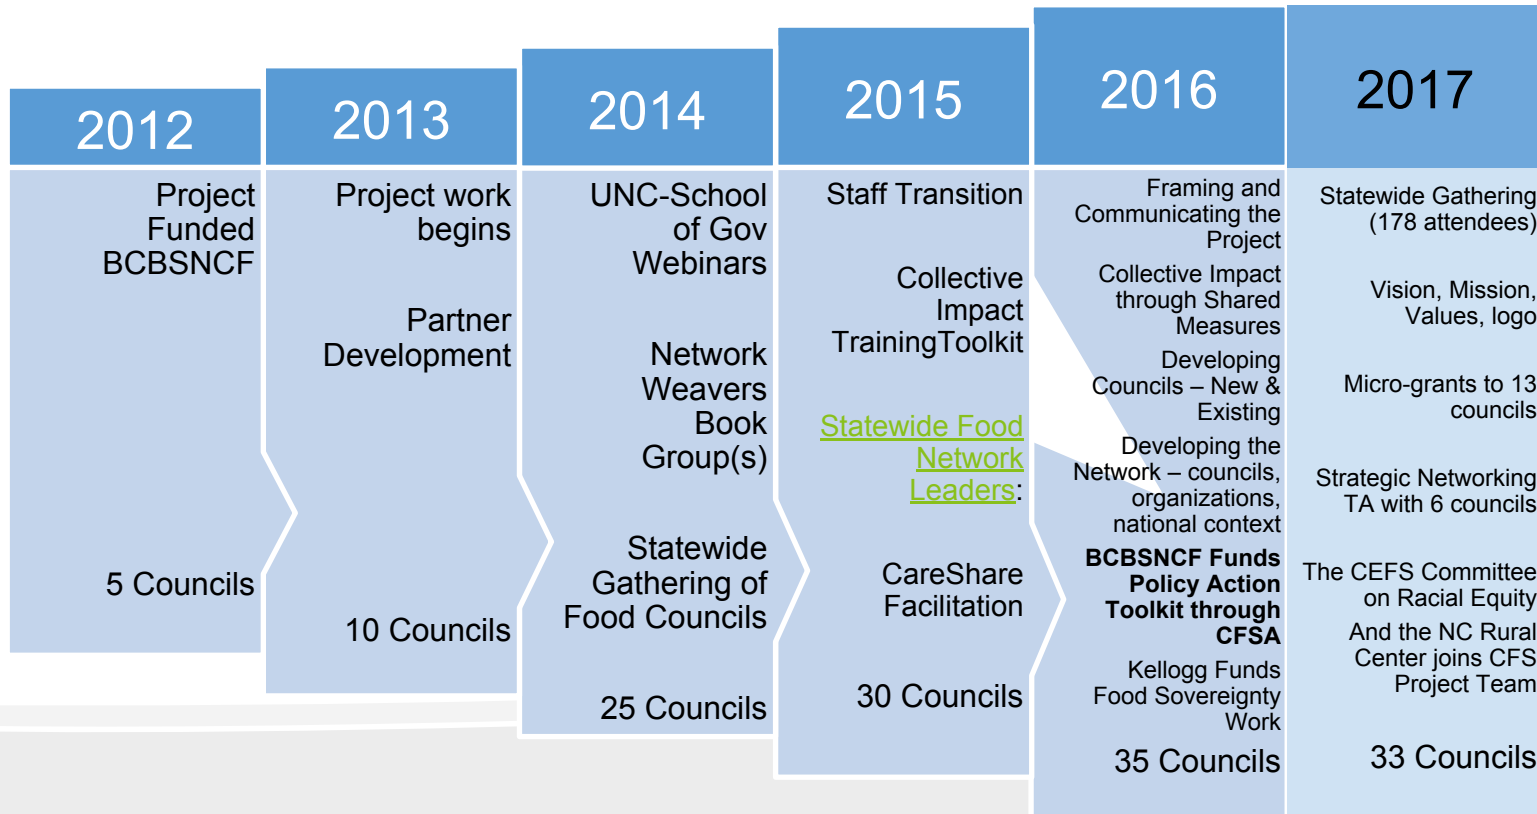 2012
Project
Funded
BCBSNCF
5 Councils
2013
Project work
begins
Partner
Development
10 Councils
2014
UNC-School
of Gov
Webinars
Network
Weavers
Book
Group(s)
Statewide
Gathering of
Food Councils
25 Councils
2015
Staff Transition
Collective
Impact
TrainingToolkit
Statewide Food
Network
Leaders:
CareShare
Facilitation
30 Councils
2016
Framing and
Communicating the
Project
Collective Impact
through Shared
Measures
Developing
Councils – New &
Existing
Developing the
Network – councils,
organizations,
national context
BCBSNCF Funds
Policy Action
Toolkit through
CFSA
Kellogg Funds
Food Sovereignty
Work
35 Councils
2017
Statewide Gathering
(178 attendees)
Vision, Mission,
Values, logo
Micro-grants to 13
councils
Strategic Networking
TA with 6 councils
The CEFS Committee
on Racial Equity
And the NC Rural
Center joins CFS
Project Team
33 Councils